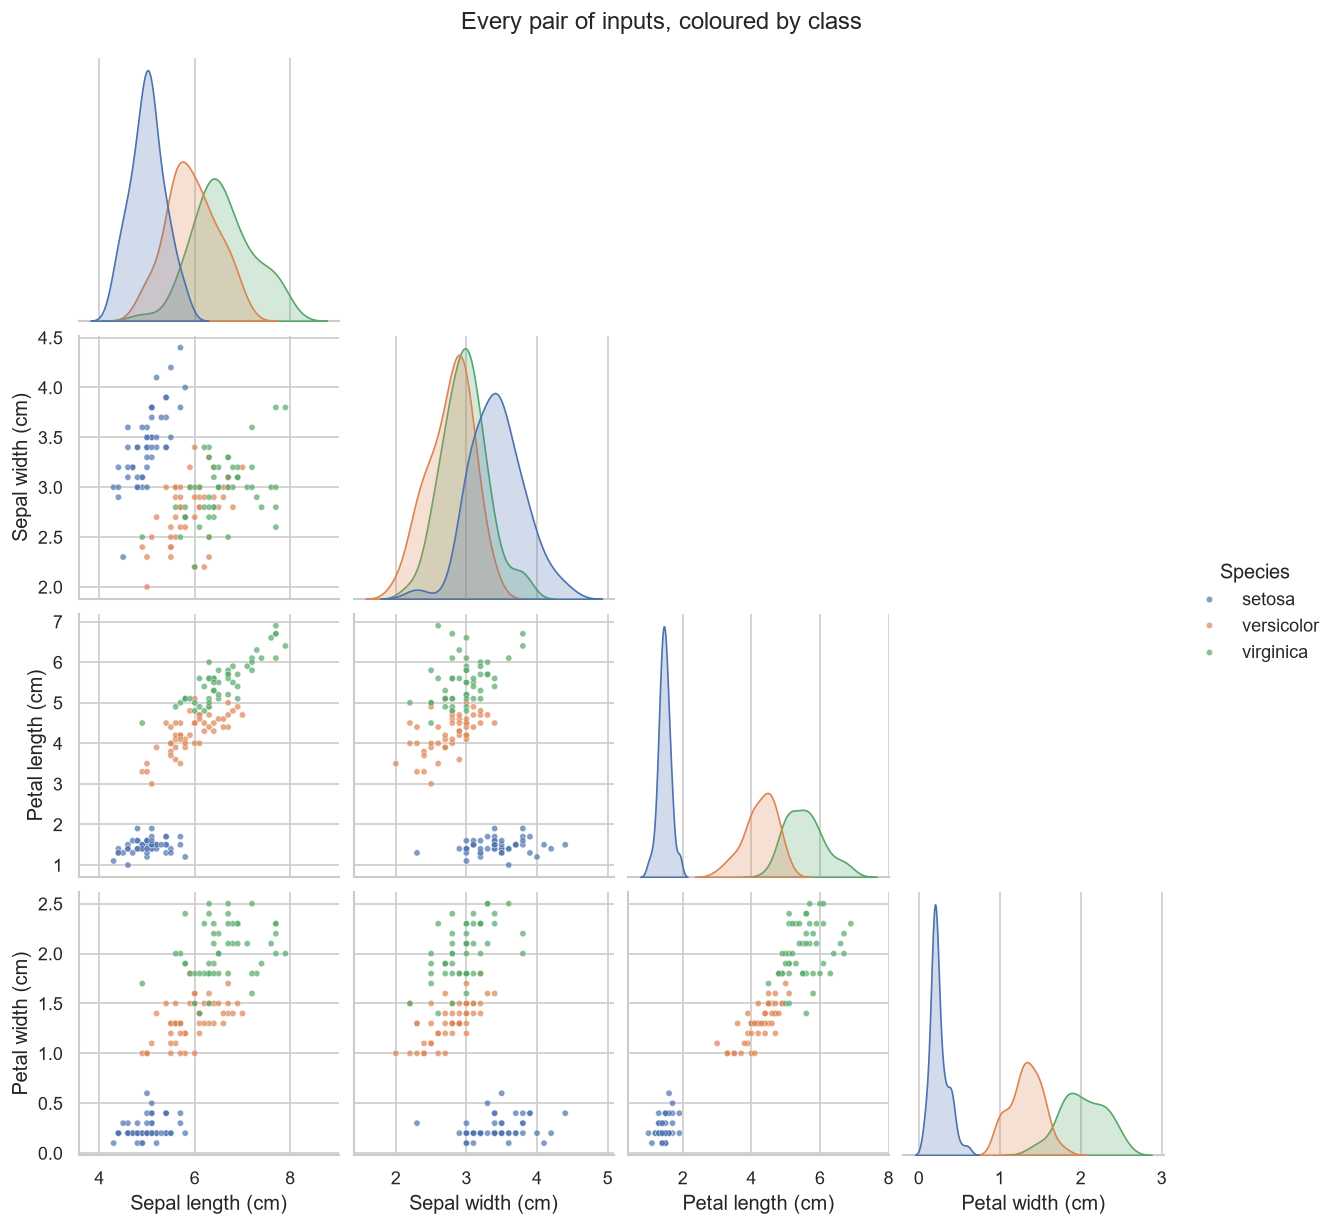 Every pair of inputs, coloured by class
4.5
4.0
3.5
3.0
2.5
2.0
Sepal width (cm)
7
6
5
4
3
2
1
Petal length (cm)
Species
setosa
versicolor
virginica
2.5
2.0
1.5
1.0
0.5
0.0
Petal width (cm)
4 6 8
Sepal length (cm)
2 3 4 5
Sepal width (cm)
2 4 6 8
Petal length (cm)
0 1 2 3
Petal width (cm)